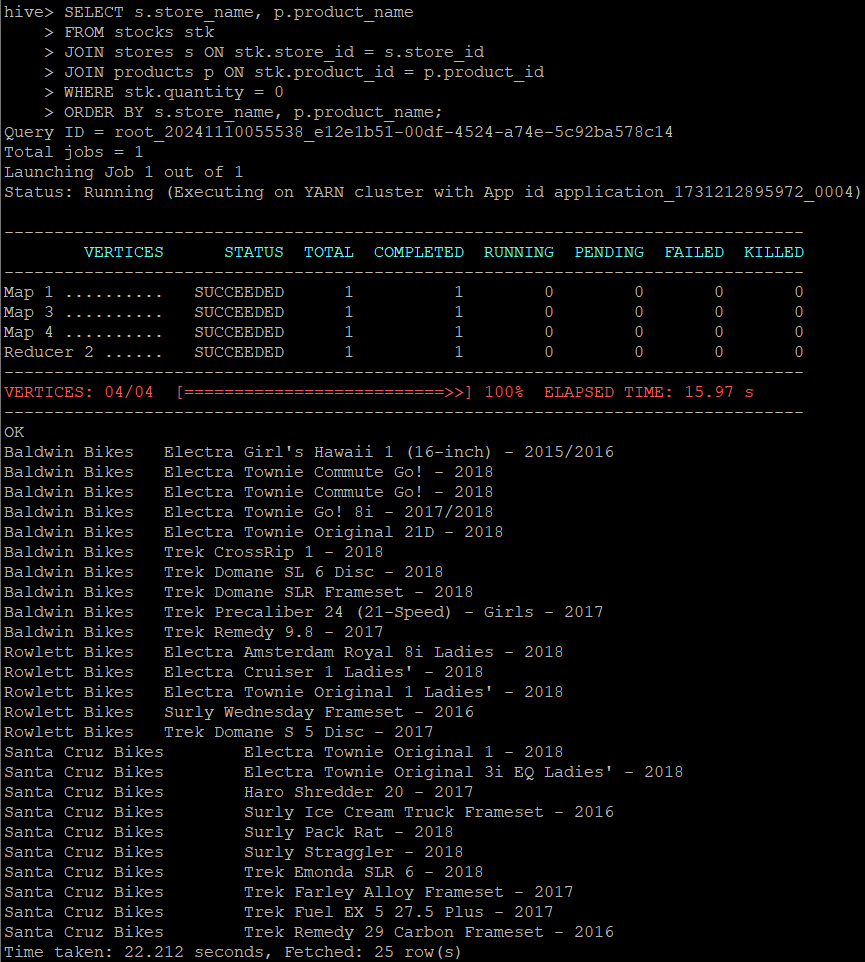 hive> SELECT s.store_name, p.product_name
    > FROM stocks stk
    > JOIN stores s ON stk.store_id = s.store_id
    > JOIN products p ON stk.product_id = p.product_id
    > WHERE stk.quantity = 0
    > ORDER BY s.store_name, p.product_name;
Query ID = root_20241110055538_e12e1b51-00df-4524-a74e-5c92ba578c14
Total jobs = 1
Launching Job 1 out of 1
Status: Running (Executing on YARN cluster with App id application_1731212895972_0004)
--------------------------------------------------------------------------------
        VERTICES      STATUS  TOTAL  COMPLETED  RUNNING  PENDING  FAILED  KILLED
--------------------------------------------------------------------------------
Map 1 ..........   SUCCEEDED      1          1        0        0       0       0
Map 3 ..........   SUCCEEDED      1          1        0        0       0       0
Map 4 ..........   SUCCEEDED      1          1        0        0       0       0
Reducer 2 ......   SUCCEEDED      1          1        0        0       0       0
--------------------------------------------------------------------------------
VERTICES: 04/04  [==========================>>] 100%  ELAPSED TIME: 15.97 s
--------------------------------------------------------------------------------
OK
Baldwin Bikes   Electra Girl's Hawaii 1 (16-inch) - 2015/2016
Baldwin Bikes   Electra Townie Commute Go! - 2018
Baldwin Bikes   Electra Townie Commute Go! - 2018
Baldwin Bikes   Electra Townie Go! 8i - 2017/2018
Baldwin Bikes   Electra Townie Original 21D - 2018
Baldwin Bikes   Trek CrossRip 1 - 2018
Baldwin Bikes   Trek Domane SL 6 Disc - 2018
Baldwin Bikes   Trek Domane SLR Frameset - 2018
Baldwin Bikes   Trek Precaliber 24 (21-Speed) - Girls - 2017
Baldwin Bikes   Trek Remedy 9.8 - 2017
Rowlett Bikes   Electra Amsterdam Royal 8i Ladies - 2018
Rowlett Bikes   Electra Cruiser 1 Ladies' - 2018
Rowlett Bikes   Electra Townie Original 1 Ladies' - 2018
Rowlett Bikes   Surly Wednesday Frameset - 2016
Rowlett Bikes   Trek Domane S 5 Disc - 2017
Santa Cruz Bikes        Electra Townie Original 1 - 2018
Santa Cruz Bikes        Electra Townie Original 3i EQ Ladies' - 2018
Santa Cruz Bikes        Haro Shredder 20 - 2017
Santa Cruz Bikes        Surly Ice Cream Truck Frameset - 2016
Santa Cruz Bikes        Surly Pack Rat - 2018
Santa Cruz Bikes        Surly Straggler - 2018
Santa Cruz Bikes        Trek Emonda SLR 6 - 2018
Santa Cruz Bikes        Trek Farley Alloy Frameset - 2017
Santa Cruz Bikes        Trek Fuel EX 5 27.5 Plus - 2017
Santa Cruz Bikes        Trek Remedy 29 Carbon Frameset - 2016
Time taken: 22.212 seconds, Fetched: 25 row(s)